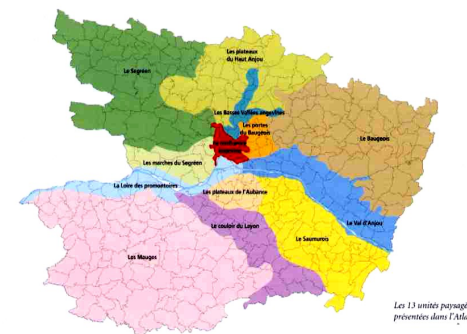 Les plateaux
du Haut Anjou
Le Segréen
Les Basses Vallées angevines
Les portes
du Baugeois
Le Baugeois
Les marches du Segréen
La Loire des promontoires
Les plateaux de l'Aubance
Le Val d'Anjou
Le couloir du Layon
Le Saumurois
Les Mauges
Les 13 unités paysagè
présentées dans l'Atla